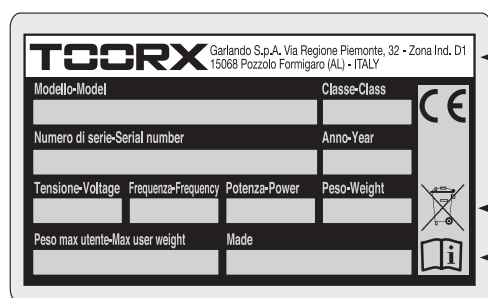 TOORX Garlando S.p.A. Via Regione Piemonte, 32 - Zona Ind. D1
15068 Pozzolo Formigaro (AL) - ITALY
Modello-Model Classe-Class
CE
Numero di serie-Serial number Anno-Year
Tensione-Voltage Frequenza-Frequency Potenza-Power Peso-Weight
Peso max utente-Max user weight Made
i